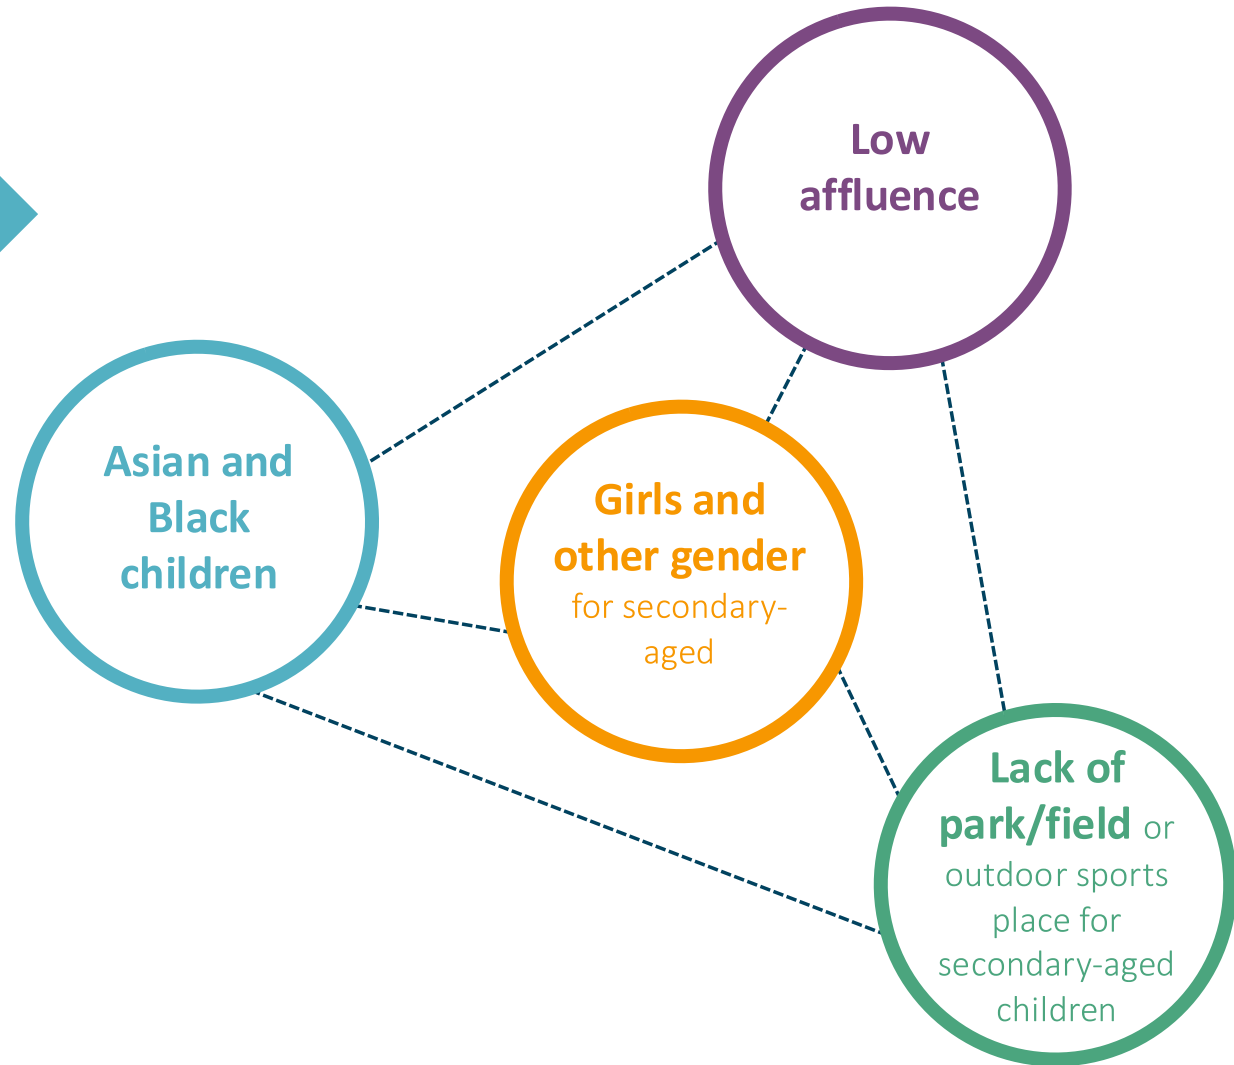 Low
affluence
Asian and
Black
children
Girls and
other gender
for secondary-
aged
Lack of
park/field or
outdoor sports
place for
secondary-aged
children